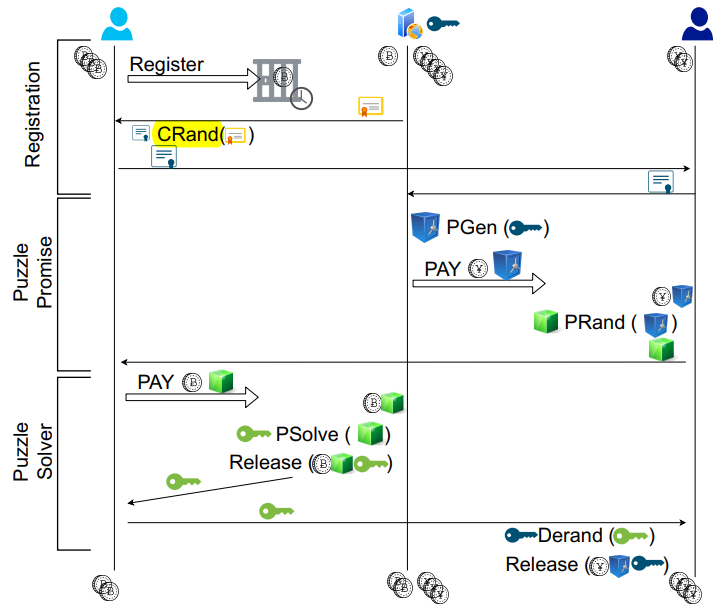 Register
CRand( )
Registration
PGen ( )
PAY
Puzzle
Promise
PRand ( )
PAY
PSolve ( )
Release ( )
Puzzle
Solver
Derand ( )
Release ( )